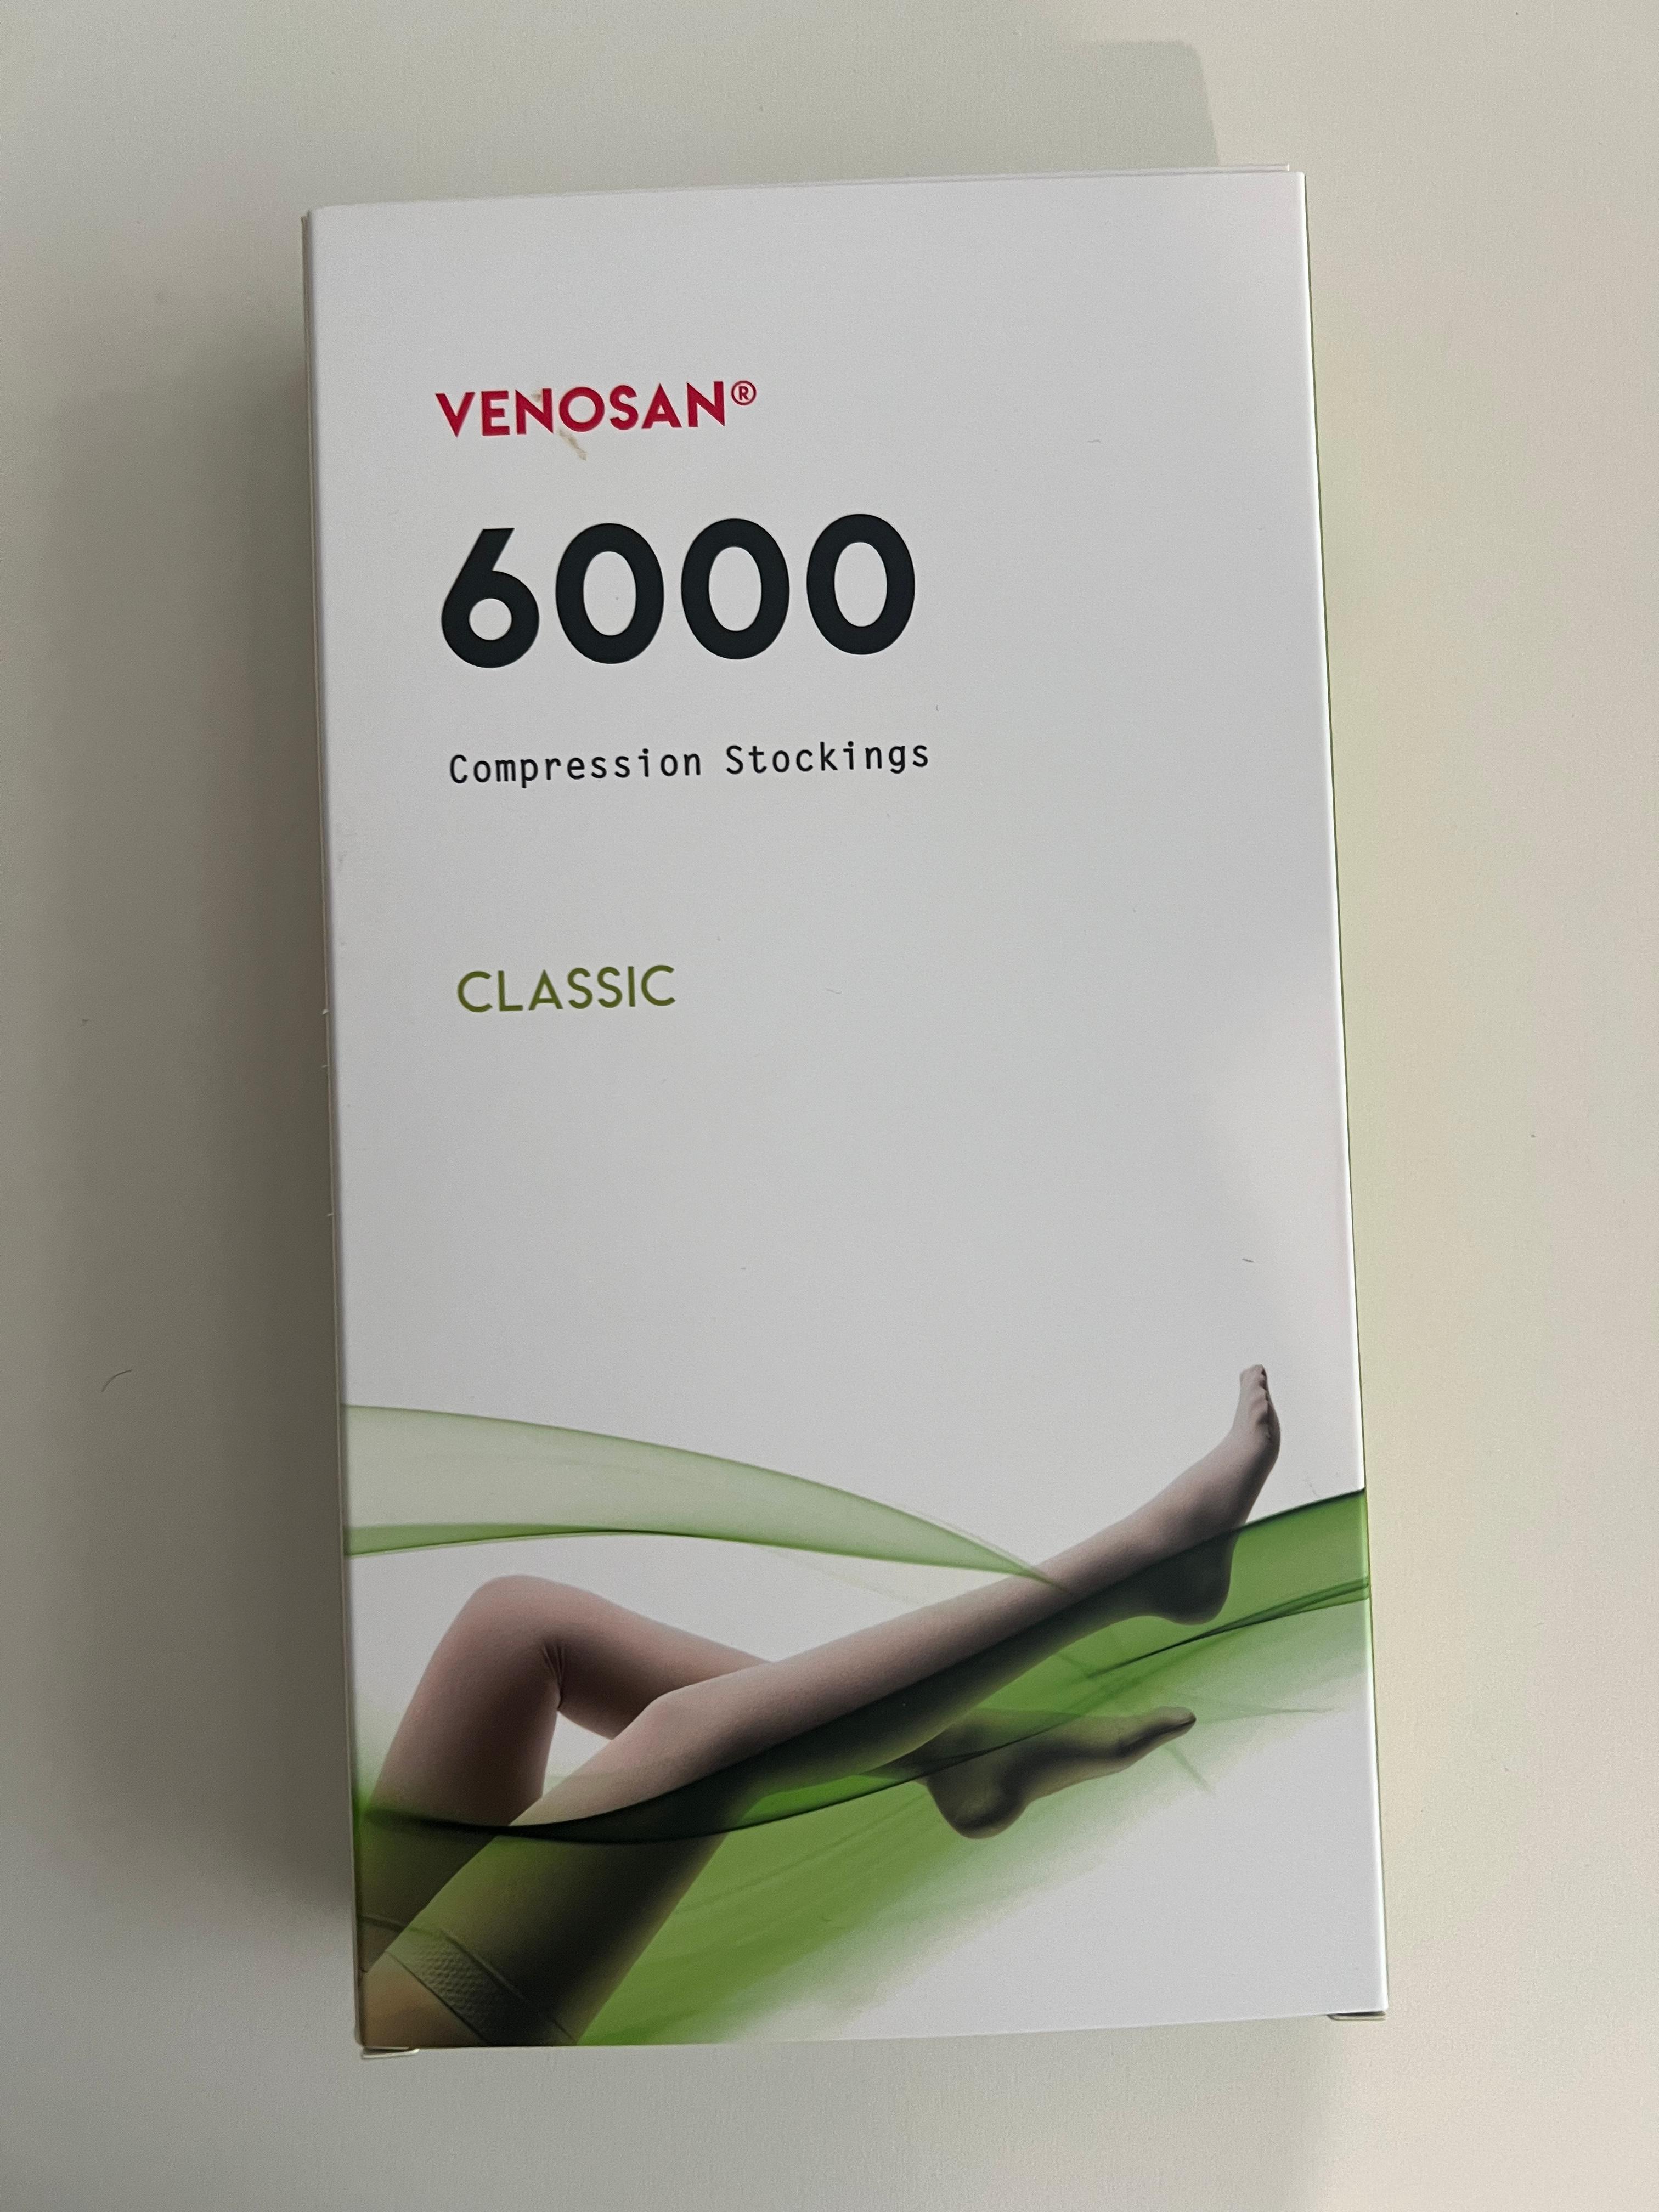 VENOSAN®
6000
Compression Stockings
CLASSIC